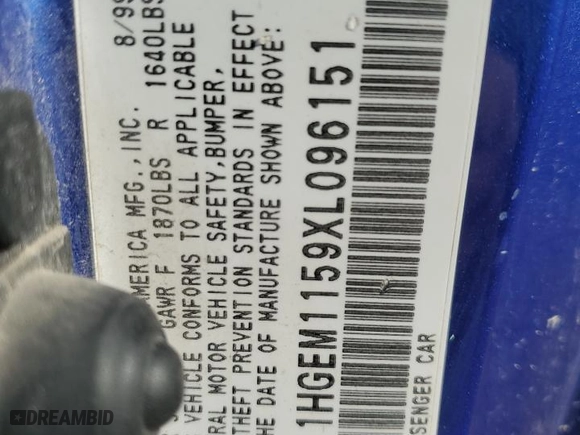 AMERICA MFG., INC. 8/99
GAWR F 1870LBS R 1640LBS
VEHICLE CONFORMS TO ALL APPLICABLE
RAL MOTOR VEHICLE SAFETY, BUMPER,
THEFT PREVENTION STANDARDS IN EFFECT
HE DATE OF MANUFACTURE SHOWN ABOVE:
1HGEM1159XL096151
SSENGER CAR
DREAMBID